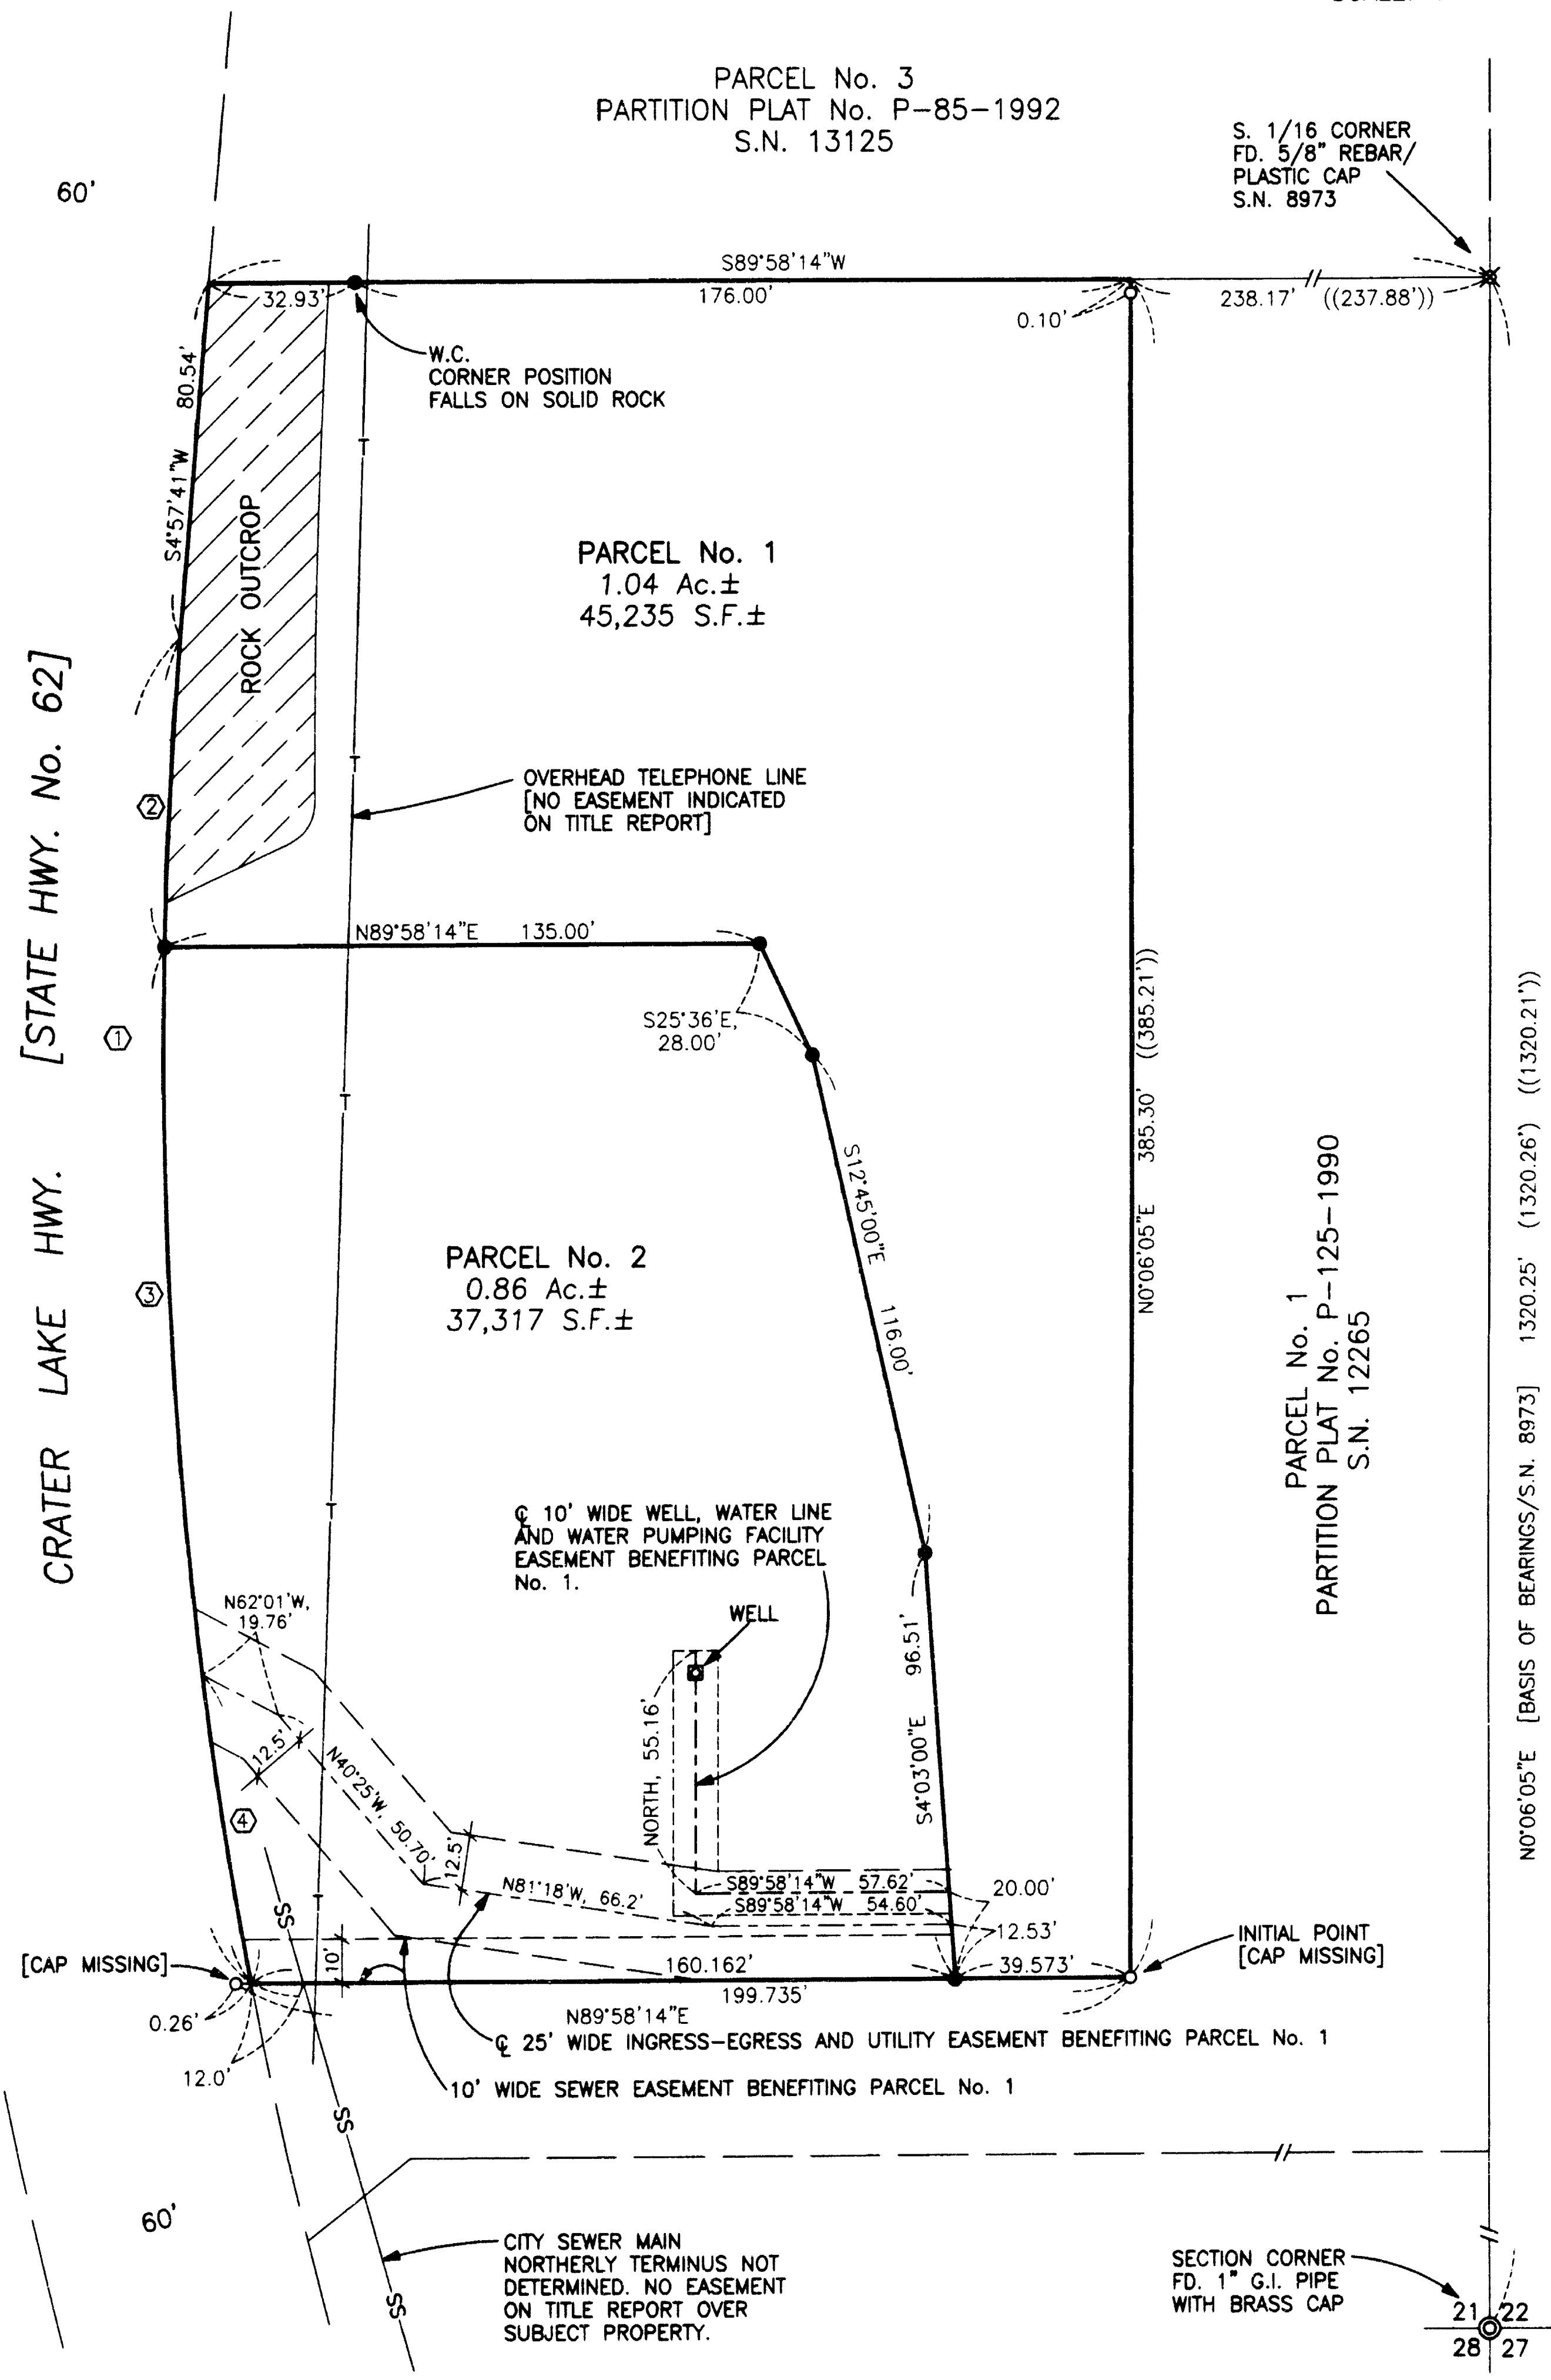 PARCEL No. 3
PARTITION PLAT No. P-85-1992
S.N. 13125
S. 1/16 CORNER
FD. 5/8" REBAR/
PLASTIC CAP
S.N. 8973
60'
S89°58'14"W
32.93'
176.00'
0.10'
238.17' ((237.88'))
W.C.
CORNER POSITION
FALLS ON SOLID ROCK
80.54'
S4°57'41"W
ROCK OUTCROP
PARCEL No. 1
1.04 Ac.±
45,235 S.F.±
T
CRATER LAKE HWY. [STATE HWY. No. 62]
2
T
OVERHEAD TELEPHONE LINE
[NO EASEMENT INDICATED
ON TITLE REPORT]
N89°58'14"E 135.00'
1
S25°36'E,
28.00'
T
S12°45'00"E 116.00'
N0°06'05"E 385.30' ((385.21'))
PARCEL No. 1
PARTITION PLAT No. P-125-1990
S.N. 12265
N0°06'05"E [BASIS OF BEARINGS/S.N. 8973] 1320.25' (1320.26') ((1320.21'))
3
PARCEL No. 2
0.86 Ac.±
37,317 S.F.±
T
℄ 10' WIDE WELL, WATER LINE
AND WATER PUMPING FACILITY
EASEMENT BENEFITING PARCEL
No. 1.
WELL
N62°01'W,
19.76'
12.5'
N40°25'W, 50.70'
12.5'
NORTH, 55.16'
S4°03'00"E 96.51'
4
N81°18'W, 66.2'
S89°58'14"W 57.62'
S89°58'14"W 54.60'
20.00'
12.53'
T
SS
10'
[CAP MISSING]
160.162'
39.573'
199.735'
INITIAL POINT
[CAP MISSING]
0.26'
12.0'
N89°58'14"E
℄ 25' WIDE INGRESS-EGRESS AND UTILITY EASEMENT BENEFITING PARCEL No. 1
10' WIDE SEWER EASEMENT BENEFITING PARCEL No. 1
SS
60'
CITY SEWER MAIN
NORTHERLY TERMINUS NOT
DETERMINED. NO EASEMENT
ON TITLE REPORT OVER
SUBJECT PROPERTY.
SS
SECTION CORNER
FD. 1" G.I. PIPE
WITH BRASS CAP
21 22
28 27